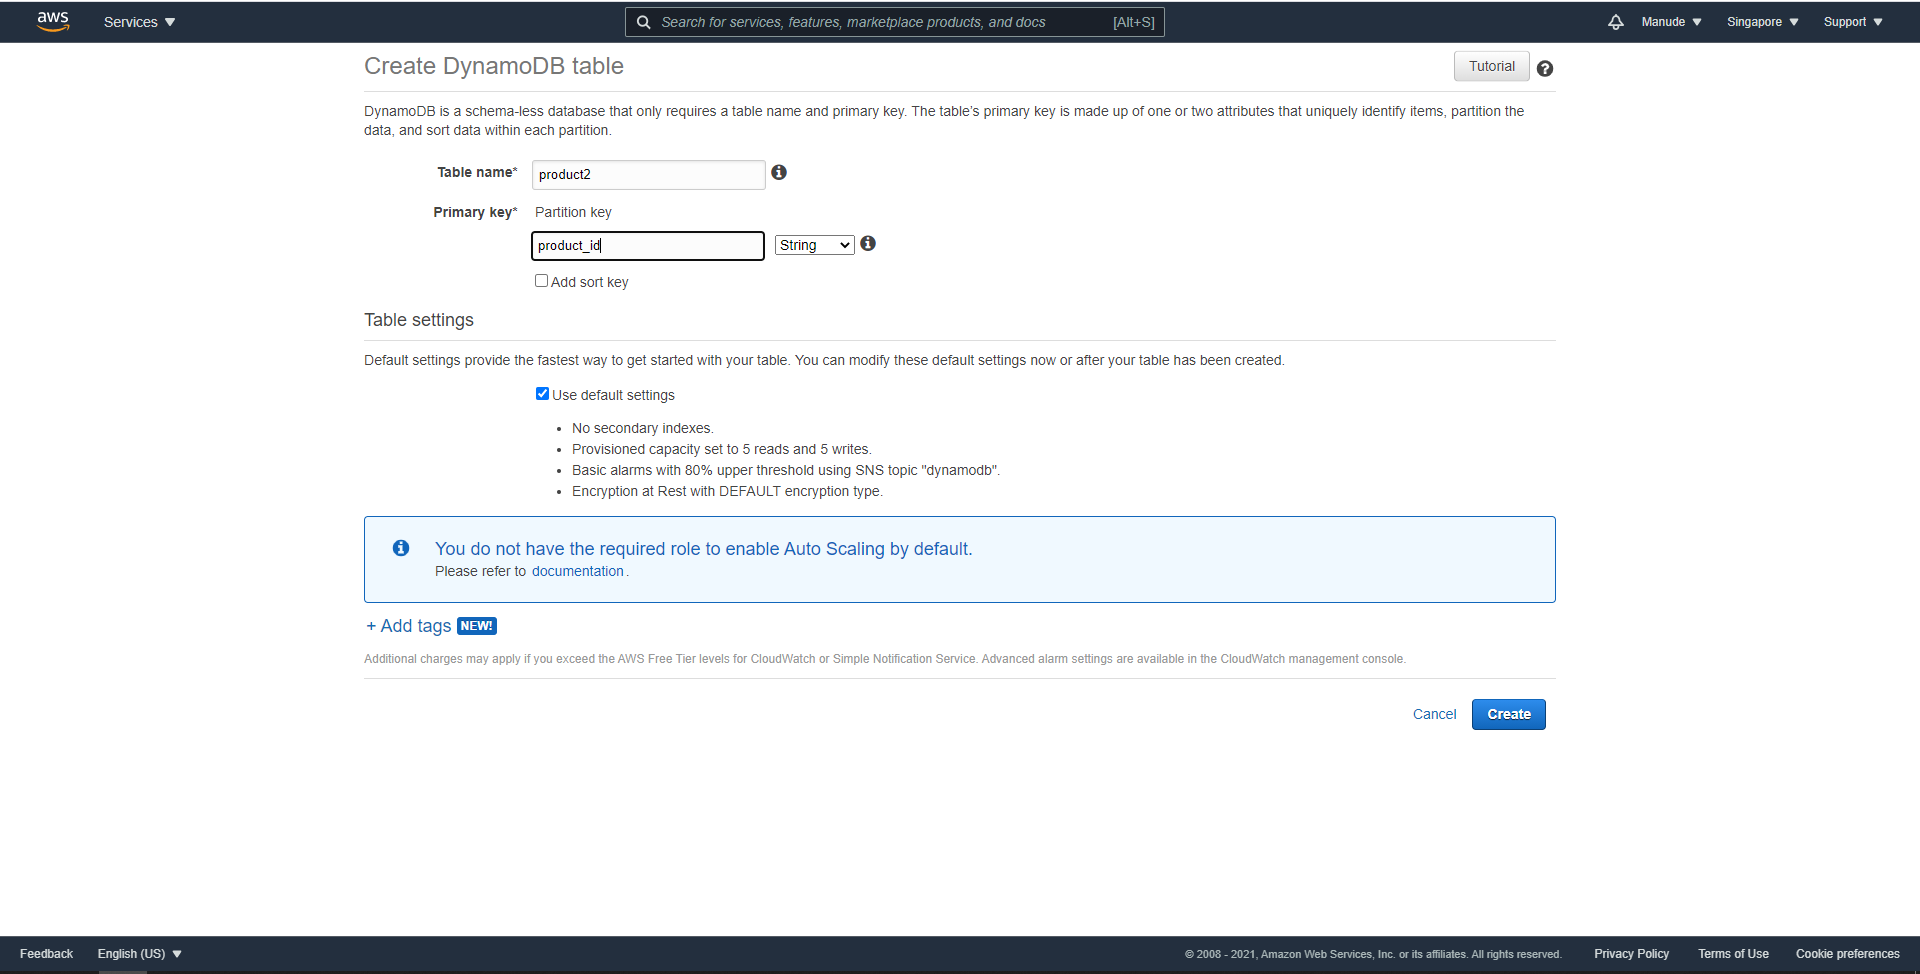 aws
Services
Search for services, features, marketplace products, and docs [Alt+S]
Manude
Singapore
Support
Create DynamoDB table
Tutorial
DynamoDB is a schema-less database that only requires a table name and primary key. The table's primary key is made up of one or two attributes that uniquely identify items, partition the
data, and sort data within each partition.
Table name* product2
Primary key* Partition key
product_id String
Add sort key
Table settings
Default settings provide the fastest way to get started with your table. You can modify these default settings now or after your table has been created.
Use default settings
• No secondary indexes.
• Provisioned capacity set to 5 reads and 5 writes.
• Basic alarms with 80% upper threshold using SNS topic "dynamodb".
• Encryption at Rest with DEFAULT encryption type.
You do not have the required role to enable Auto Scaling by default.
Please refer to documentation.
+ Add tags NEW!
Additional charges may apply if you exceed the AWS Free Tier levels for CloudWatch or Simple Notification Service. Advanced alarm settings are available in the CloudWatch management console.
Cancel Create
Feedback English (US) © 2008 - 2021, Amazon Web Services, Inc. or its affiliates. All rights reserved. Privacy Policy Terms of Use Cookie preferences